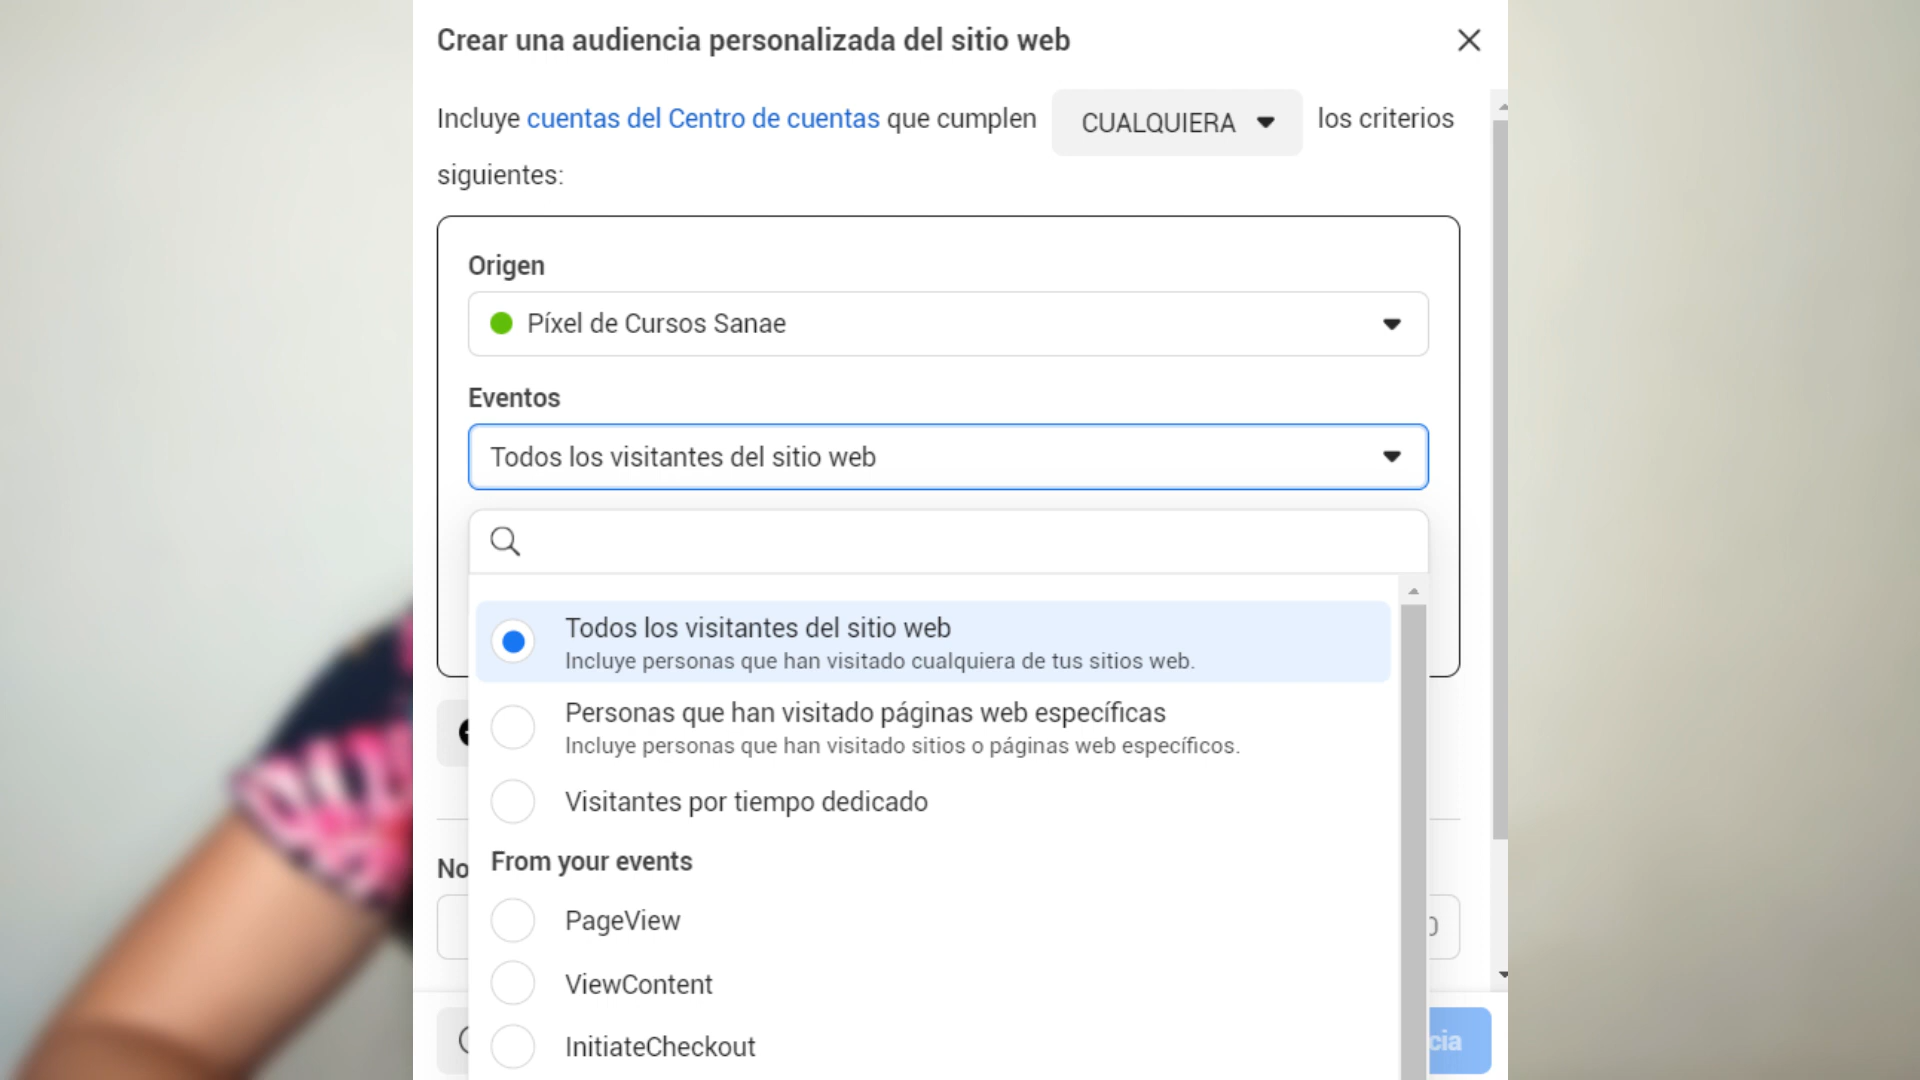 Crear una audiencia personalizada del sitio web
Incluye cuentas del Centro de cuentas que cumplen CUALQUIERA los criterios
siguientes:
Origen
Píxel de Cursos Sanae
Eventos
Todos los visitantes del sitio web
Todos los visitantes del sitio web
Incluye personas que han visitado cualquiera de tus sitios web.
Personas que han visitado páginas web específicas
Incluye personas que han visitado sitios o páginas web específicos.
Visitantes por tiempo dedicado
From your events
PageView
ViewContent
InitiateCheckout